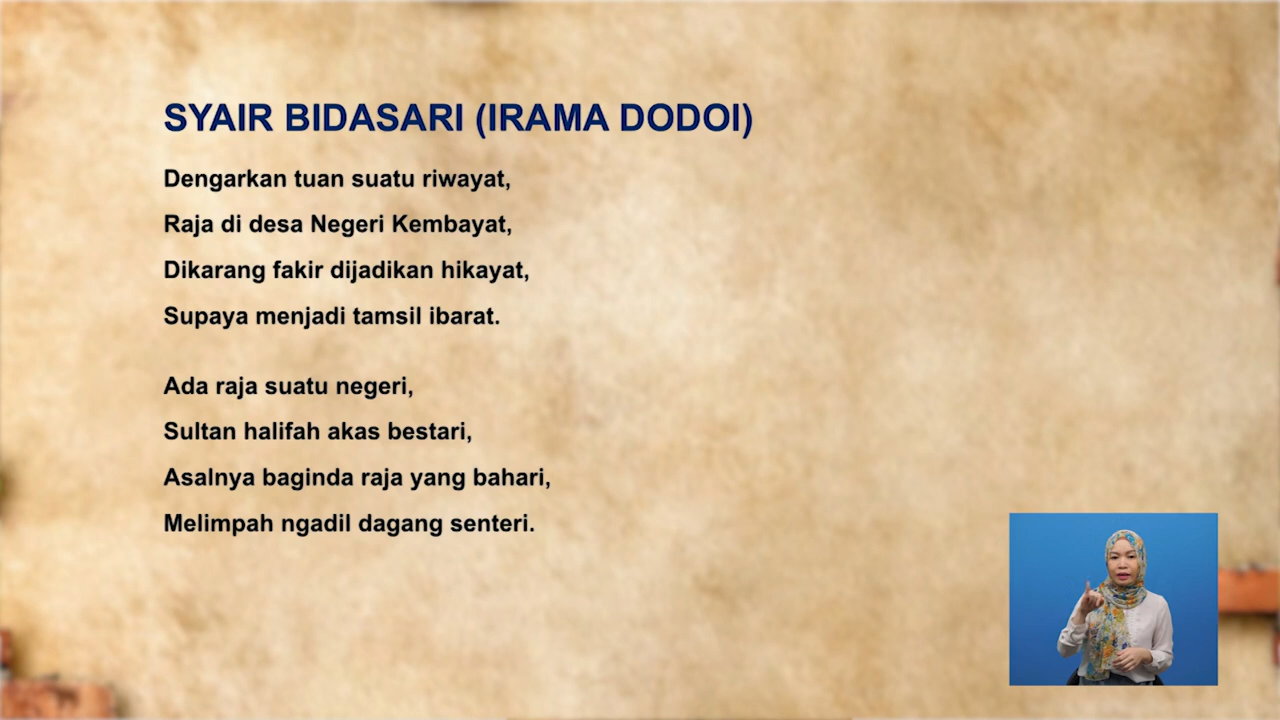 SYAIR BIDASARI (IRAMA DODOI)
Dengarkan tuan suatu riwayat,
Raja di desa Negeri Kembayat,
Dikarang fakir dijadikan hikayat,
Supaya menjadi tamsil ibarat.
Ada raja suatu negeri,
Sultan halifah akas bestari,
Asalnya baginda raja yang bahari,
Melimpah ngadil dagang senteri.